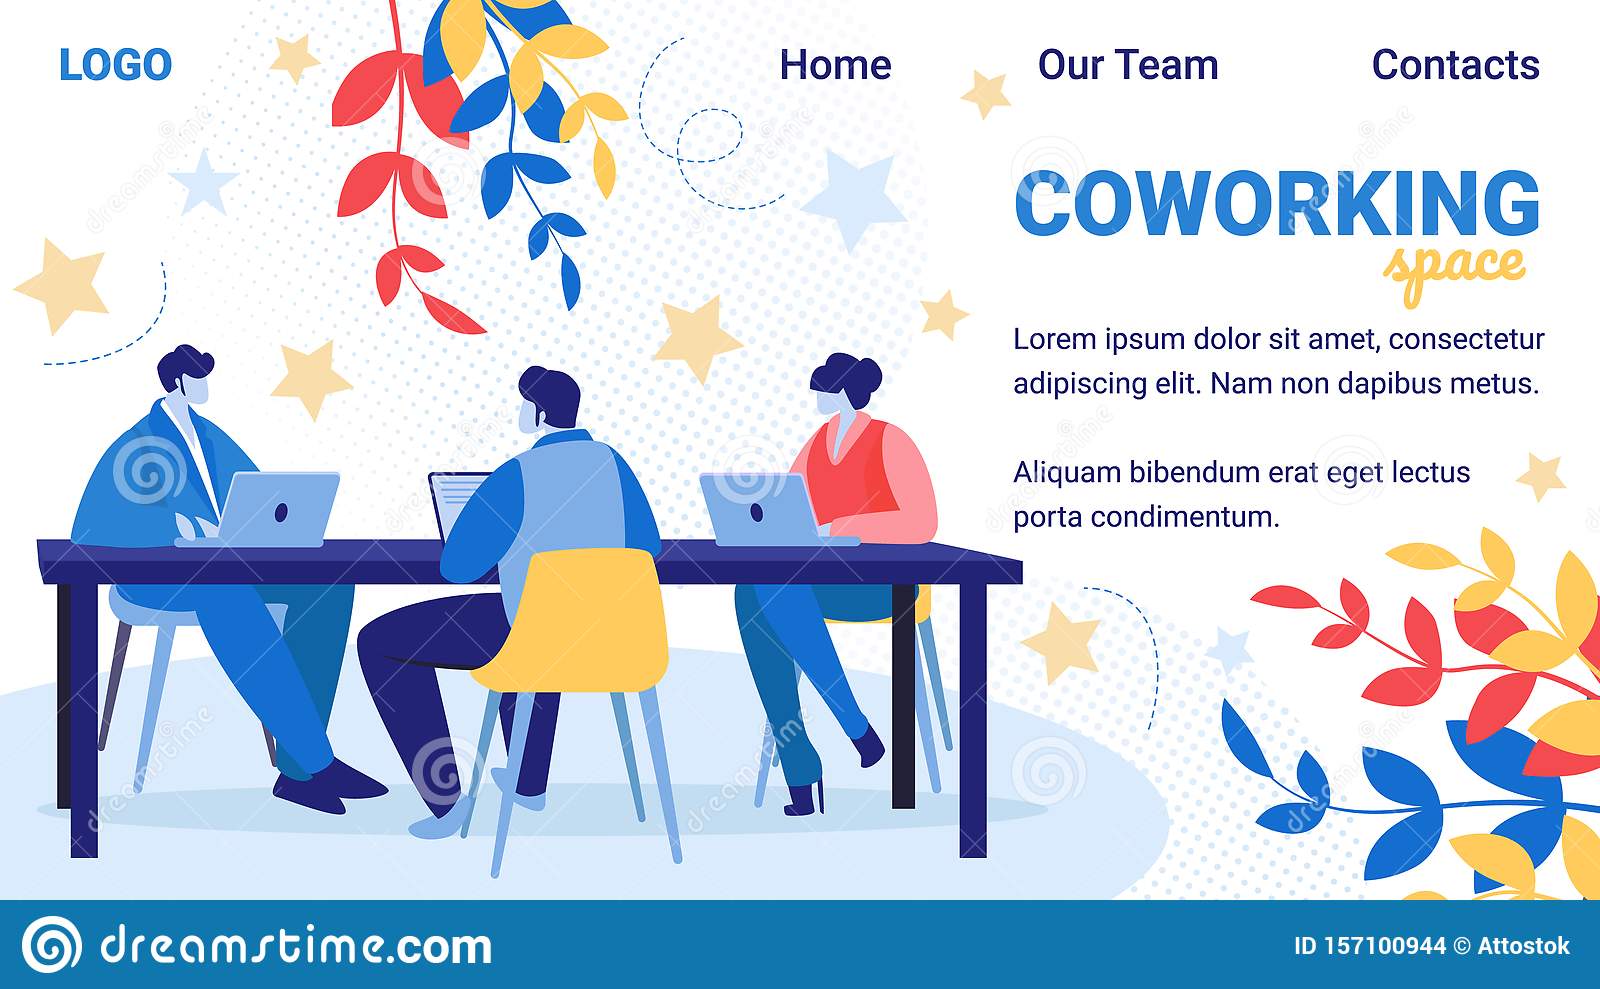 LOGO Home Our Team Contacts
COWORKING
space
Lorem ipsum dolor sit amet, consectetur
adipiscing elit. Nam non dapibus metus.
Aliquam bibendum erat eget lectus
porta condimentum.
dreamstime.com
ID 157100944 © Attostok